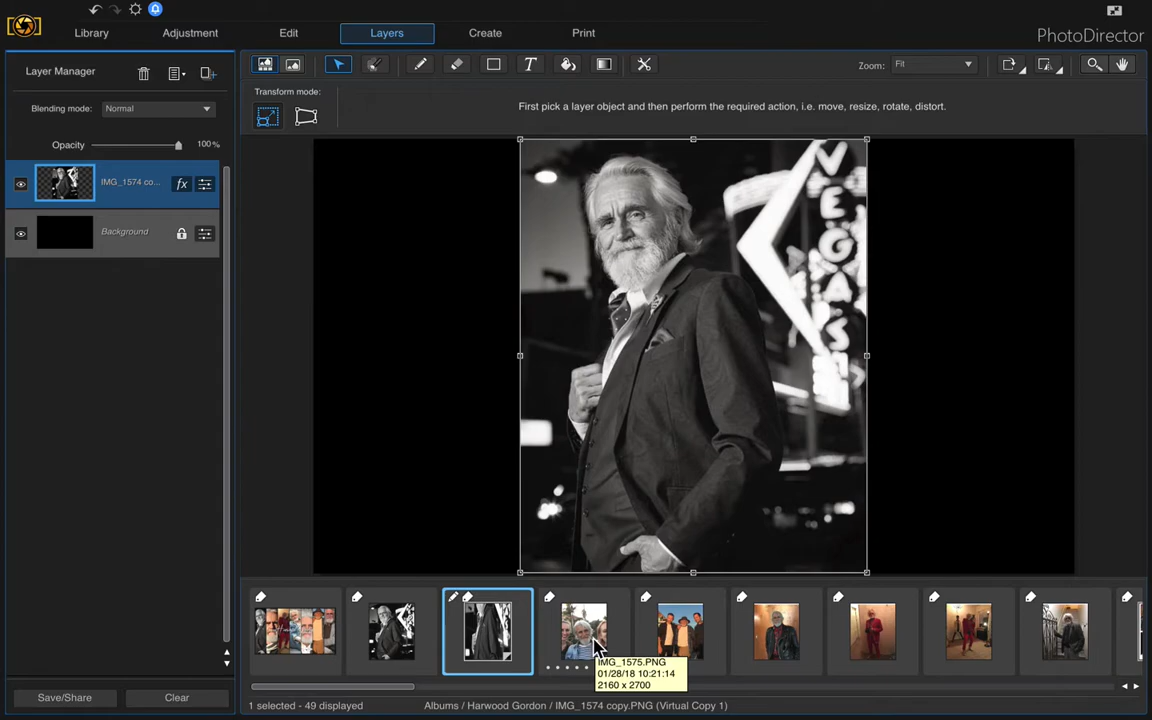 Library Adjustment Edit Layers Create Print
PhotoDirector
Layer Manager
Zoom: Fit
Transform mode:
First pick a layer object and then perform the required action, i.e. move, resize, rotate, distort.
Blending mode: Normal
Opacity 100%
IMG_1574 co... fx
Background
VEGAS
IMG_1575.PNG
01/28/18 10:21:14
2160 x 2700
Save/Share Clear
1 selected - 49 displayed
Albums / Harwood Gordon / IMG_1574 copy.PNG (Virtual Copy 1)